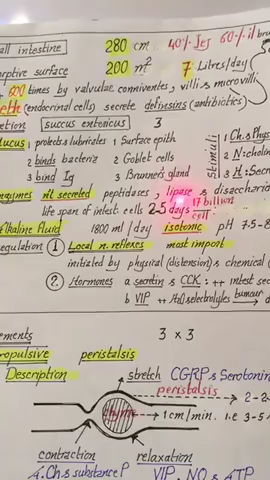 all intestine 280 cm 40% Jej 60% il
orptive surface 200 m² 7 Litres/day
600 times by valvulae conniventes, villi & microvilli
eth (endocrinal cells) secrete definsins (antibiotics)
etion succus entericus 3
Mucus 1 protects & lubricates 1 Surface epith 1 Ch.s Phys
2 binds bacteria 2 Goblet cells Stimuli 2 N:cholin
3 bind Ig 3 Brunner's gland 3 H:Secr
enzymes not secreted peptidases, lipase & disaccharid
life span of intest cells 2-5 days 17 billion cell
Alkaline Fluid 1800 ml/day isotonic pH 7.5-8
egulation ① Local n. reflexes most import
initiated by physical (distension) & chemical
② Hormones a secretin & CCK: ++ intest sec
b VIP ++ H2O & electrolytes tumour
ements 3 x 3
ropulsive peristalsis
Description stretch CGRP & Serotonin
peristalsis 2-2
1 cm/min. i.e 3-5
contraction relaxation
A.Ch & substance P VIP, NO & ATP